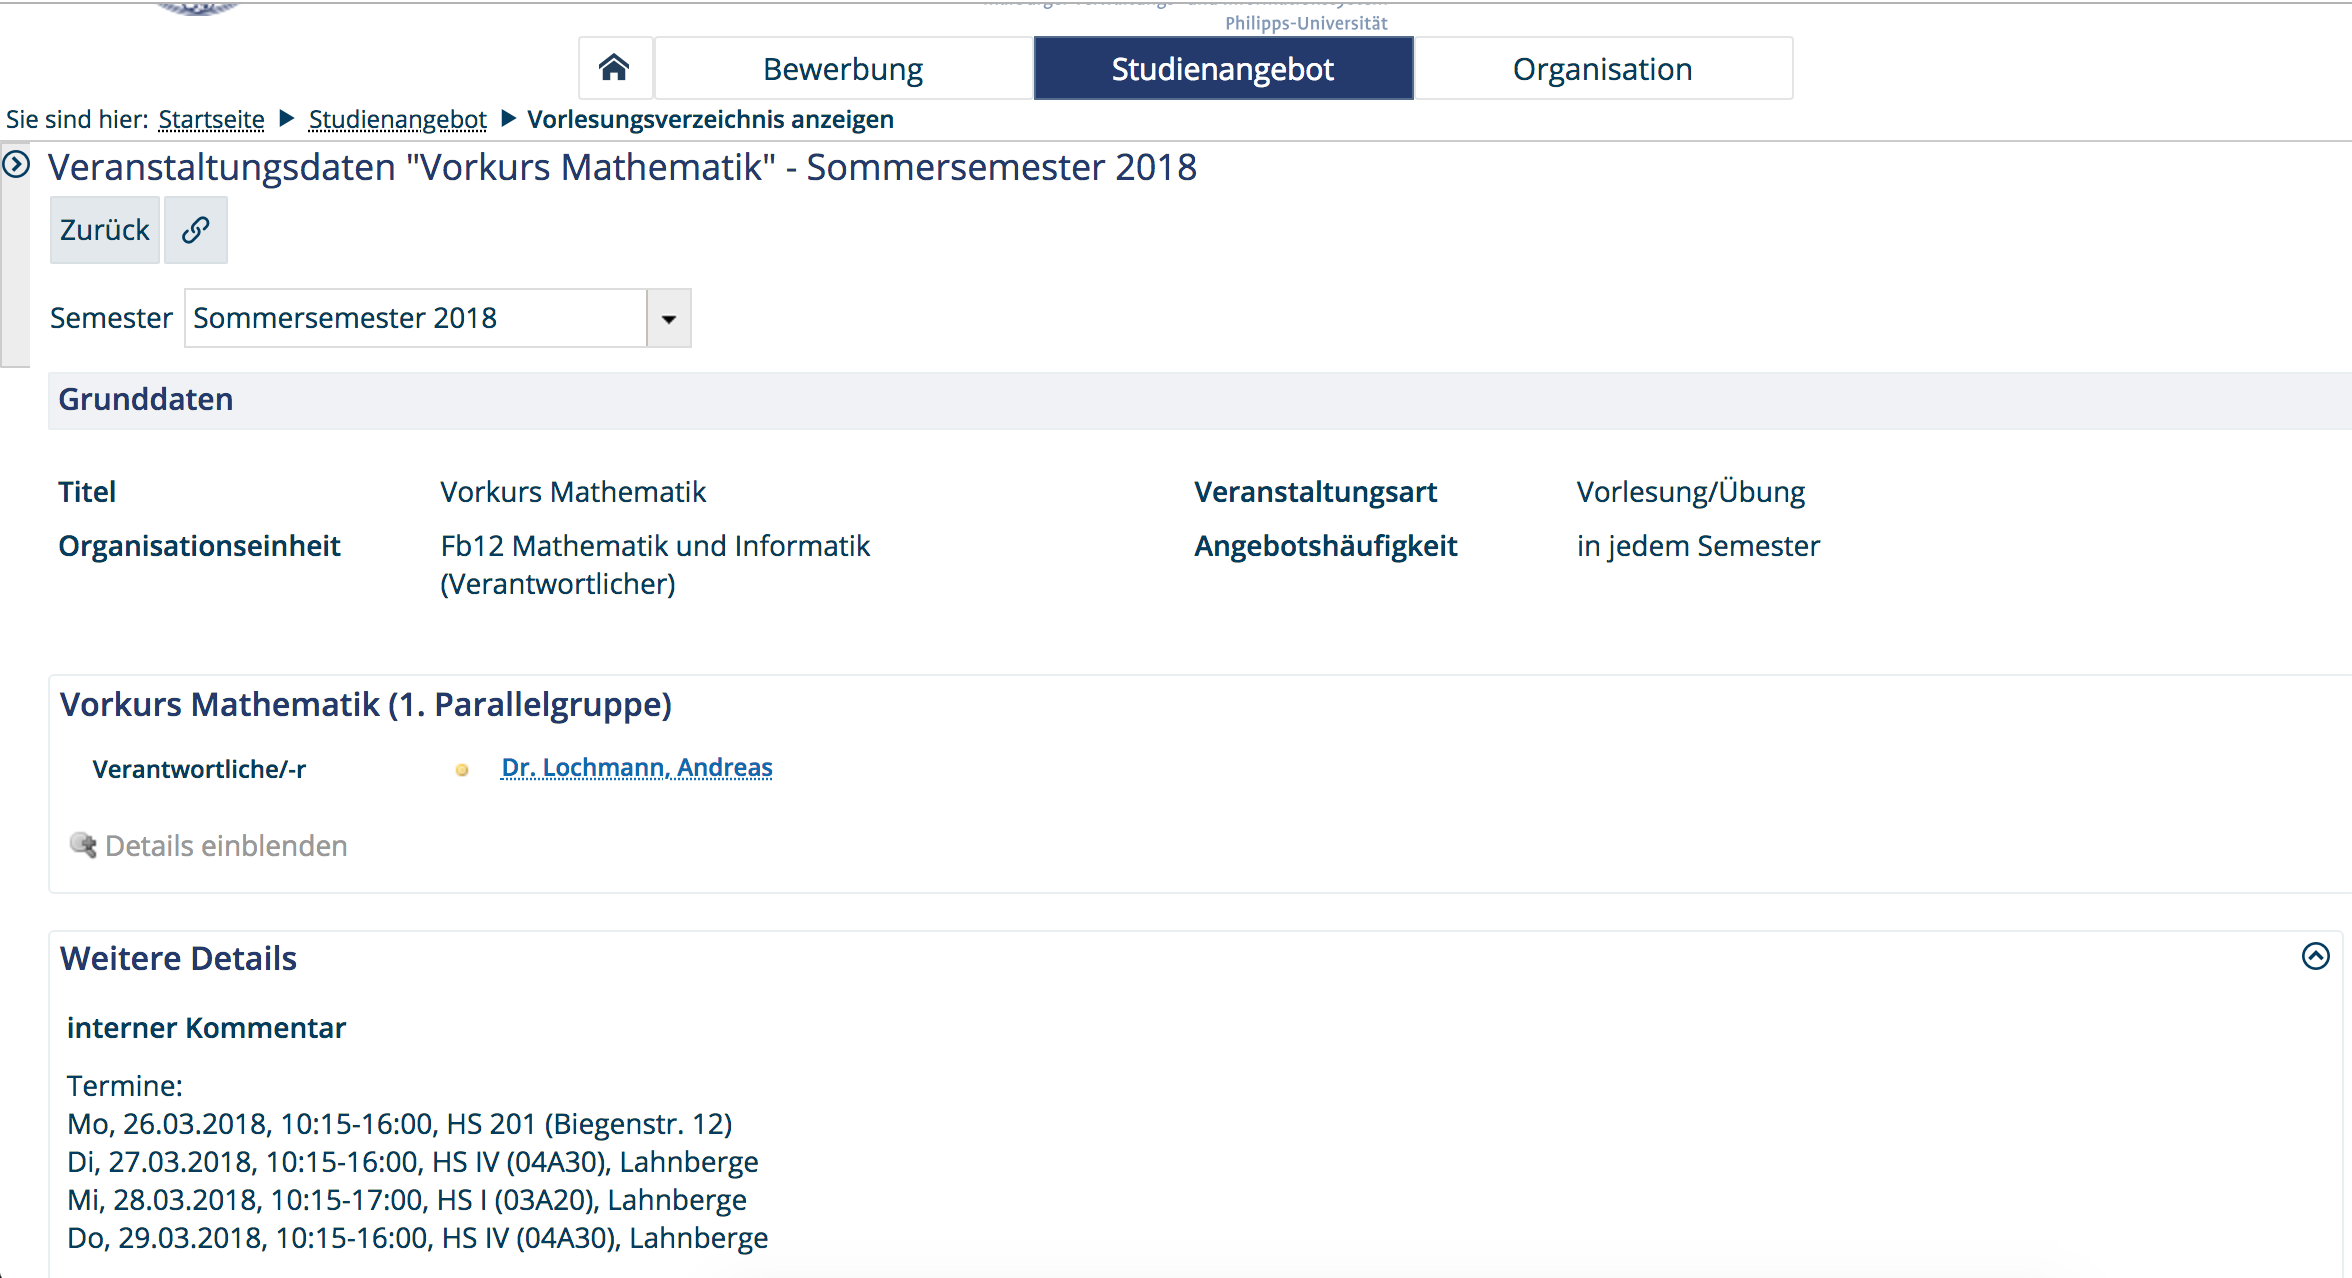 Philipps-Universität
Bewerbung
Studienangebot
Organisation
Sie sind hier: Startseite Studienangebot Vorlesungsverzeichnis anzeigen
Veranstaltungsdaten "Vorkurs Mathematik" - Sommersemester 2018
Zurück
Semester Sommersemester 2018
Grunddaten
Titel Vorkurs Mathematik Veranstaltungsart Vorlesung/Übung
Organisationseinheit Fb12 Mathematik und Informatik Angebotshäufigkeit in jedem Semester
(Verantwortlicher)
Vorkurs Mathematik (1. Parallelgruppe)
Verantwortliche/-r Dr. Lochmann, Andreas
Details einblenden
Weitere Details
interner Kommentar
Termine:
Mo, 26.03.2018, 10:15-16:00, HS 201 (Biegenstr. 12)
Di, 27.03.2018, 10:15-16:00, HS IV (04A30), Lahnberge
Mi, 28.03.2018, 10:15-17:00, HS I (03A20), Lahnberge
Do, 29.03.2018, 10:15-16:00, HS IV (04A30), Lahnberge